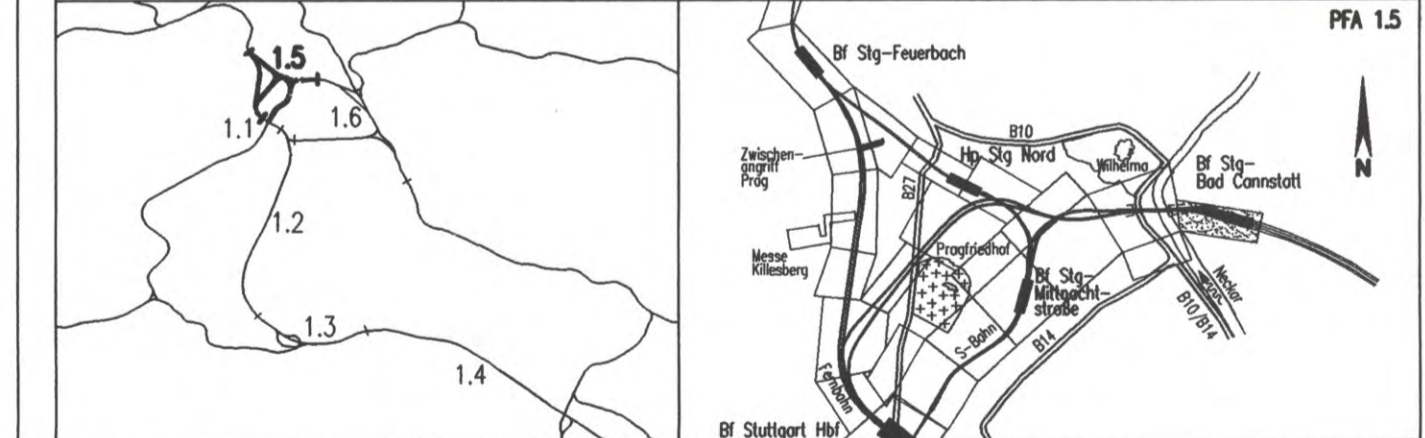 1.5
1.1
1.6
1.2
1.3
1.4
PFA 1.5
Bf Stg-Feuerbach
B10
Zwischen-
angriff
Prag
Hp Stg Nord
Wilhelma
Bf Stg-
Bad Cannstatt
N
B27
Messe
Killesberg
Pragfriedhof
Bf Stg-
Mittnacht-
straße
Neckar
B10/B14
S-Bahn
B14
Fernbahn
Bf Stuttgart Hbf